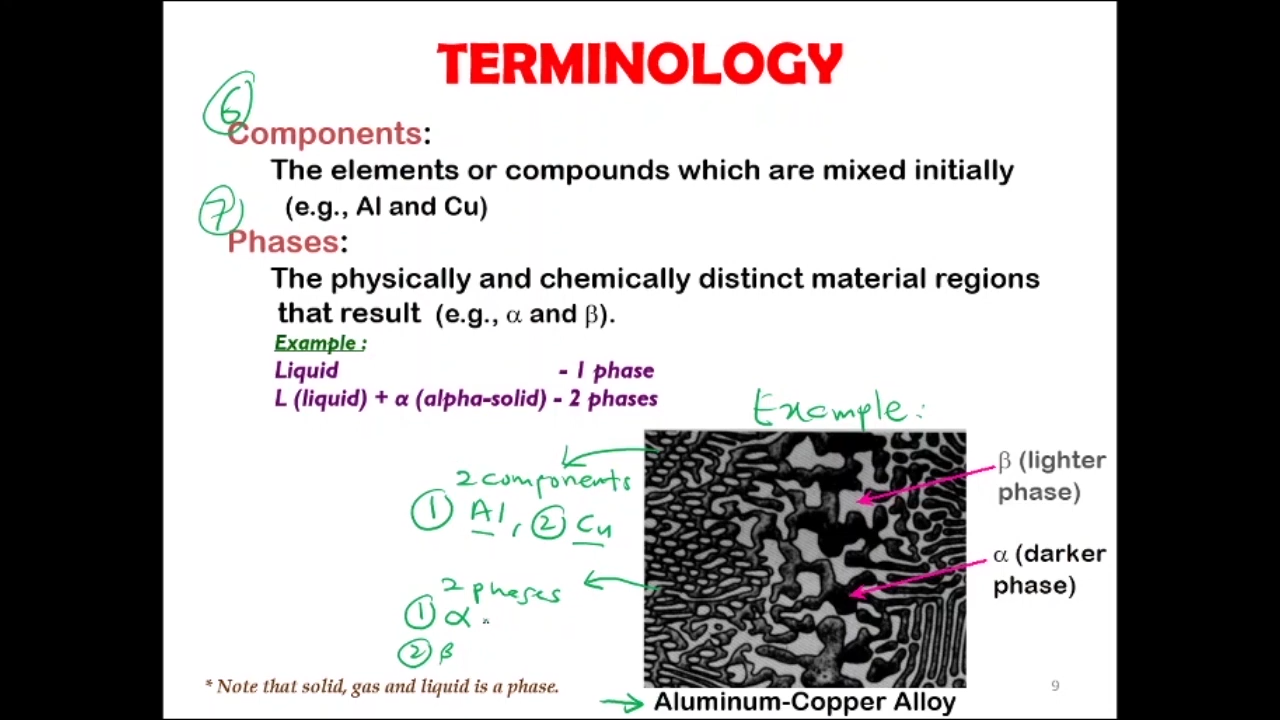 TERMINOLOGY
6
Components:
The elements or compounds which are mixed initially
(e.g., Al and Cu)
7
Phases:
The physically and chemically distinct material regions
that result (e.g., α and β).
Example :
Liquid - 1 phase
L (liquid) + α (alpha-solid) - 2 phases
Example:
2 components
1 Al, 2 Cu
2 phases
1 α
2 β
β (lighter
phase)
α (darker
phase)
* Note that solid, gas and liquid is a phase.
Aluminum-Copper Alloy
9